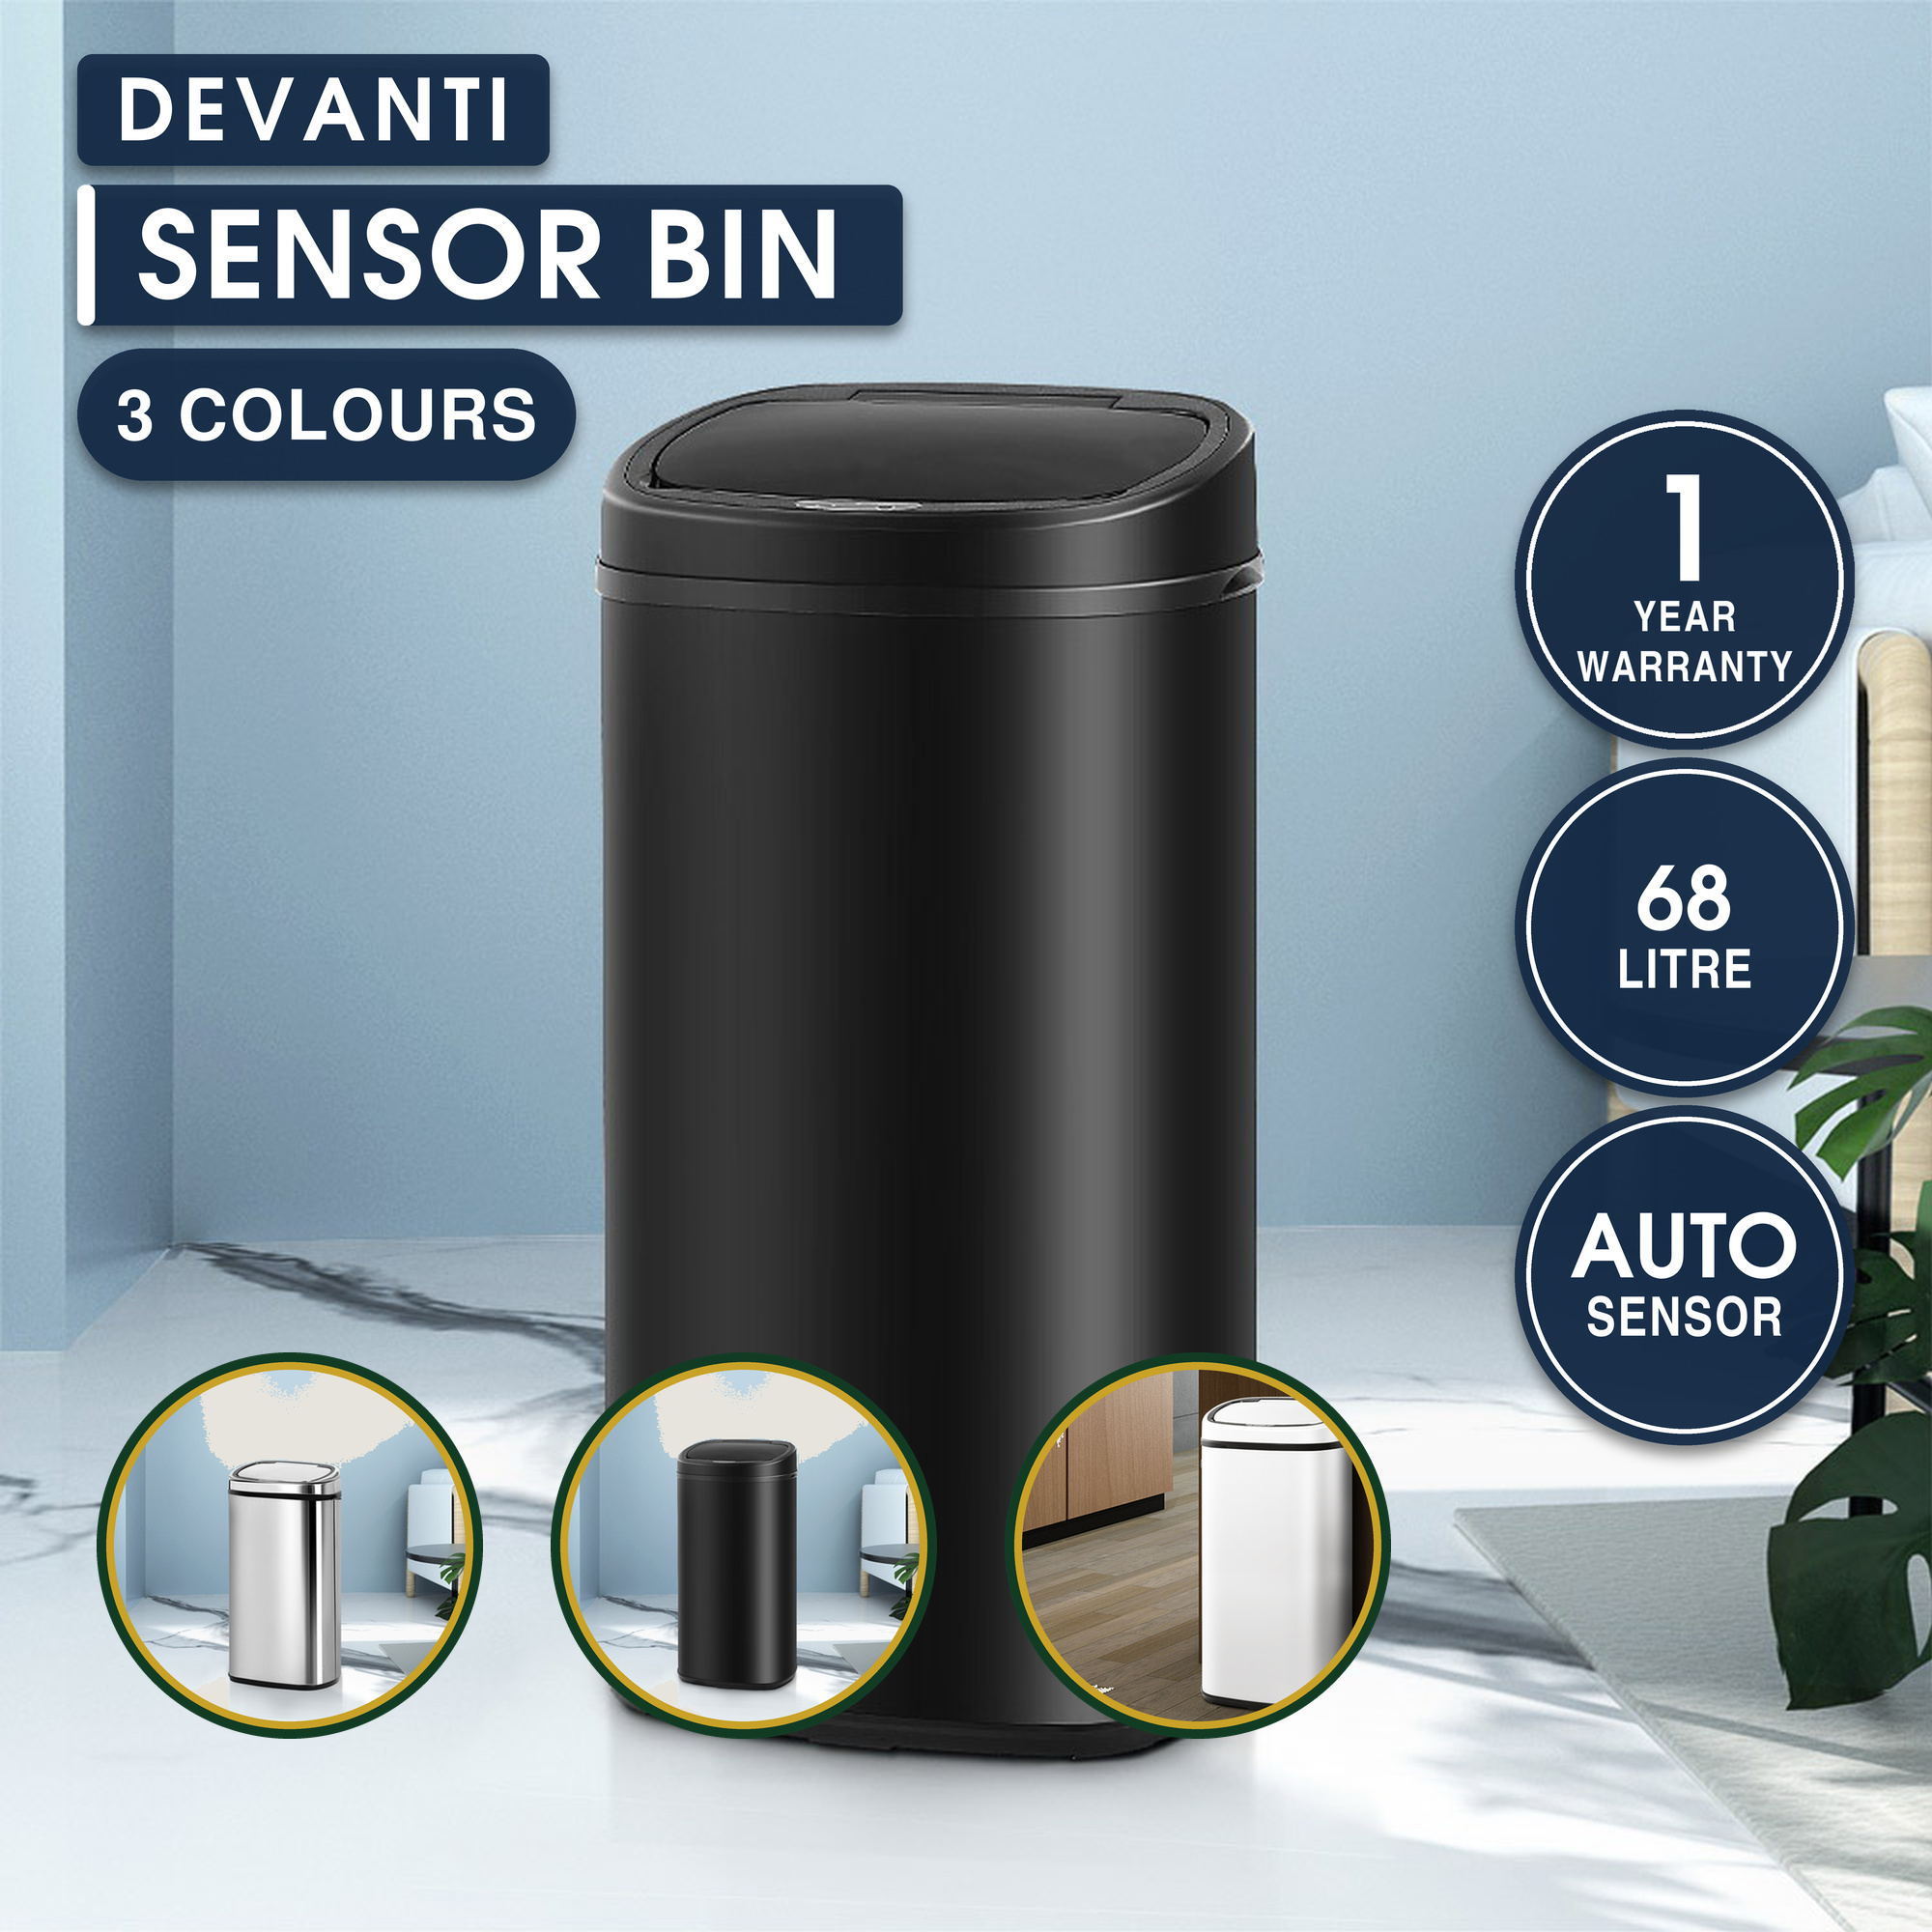 DEVANTI
SENSOR BIN
3 COLOURS
1
YEAR
WARRANTY
68
LITRE
AUTO
SENSOR